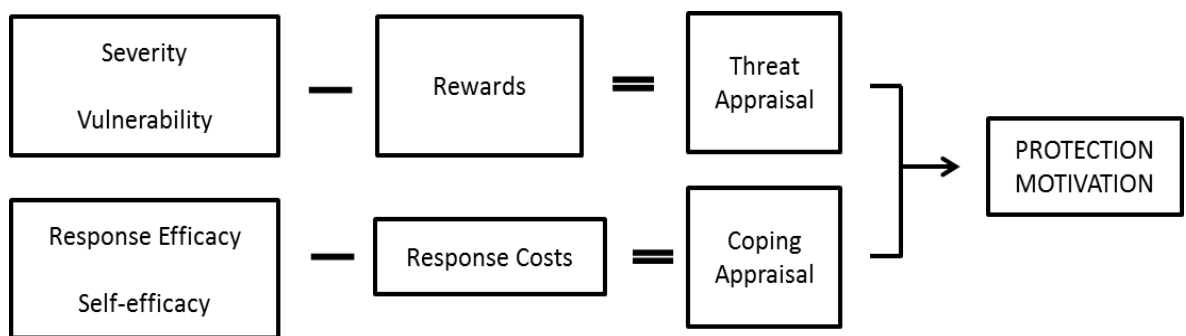 Severity
Vulnerability
Rewards
Threat
Appraisal
PROTECTION
MOTIVATION
Response Efficacy
Self-efficacy
Response Costs
Coping
Appraisal